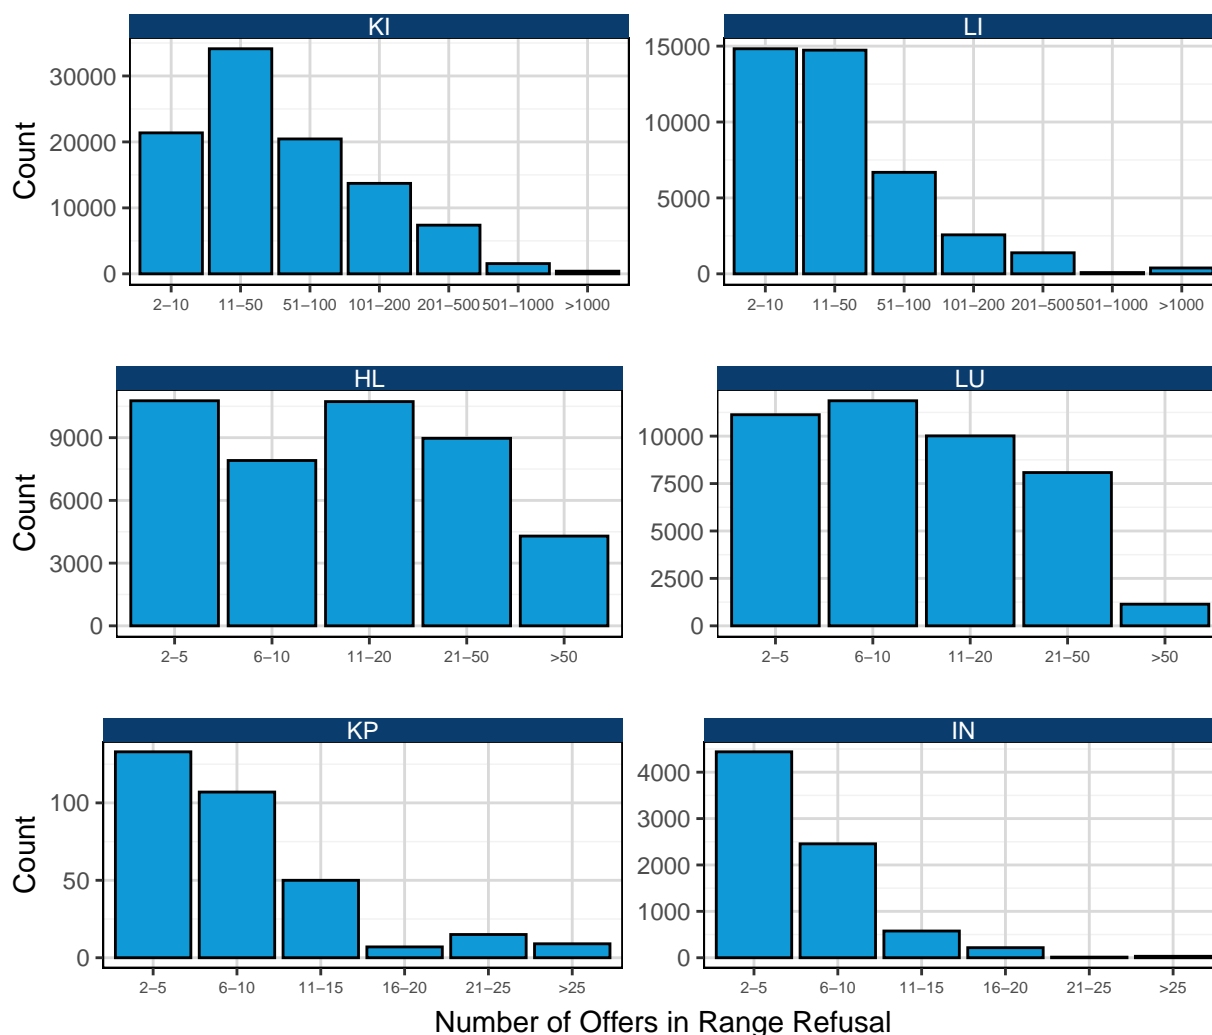 KI
LI
Count
30000
20000
10000
0
2–10 11–50 51–100 101–200 201–500 501–1000 >1000
15000
10000
5000
0
2–10 11–50 51–100 101–200 201–500 501–1000 >1000
HL
LU
Count
9000
6000
3000
0
2–5 6–10 11–20 21–50 >50
10000
7500
5000
2500
0
2–5 6–10 11–20 21–50 >50
KP
IN
Count
100
50
0
2–5 6–10 11–15 16–20 21–25 >25
4000
3000
2000
1000
0
2–5 6–10 11–15 16–20 21–25 >25
Number of Offers in Range Refusal